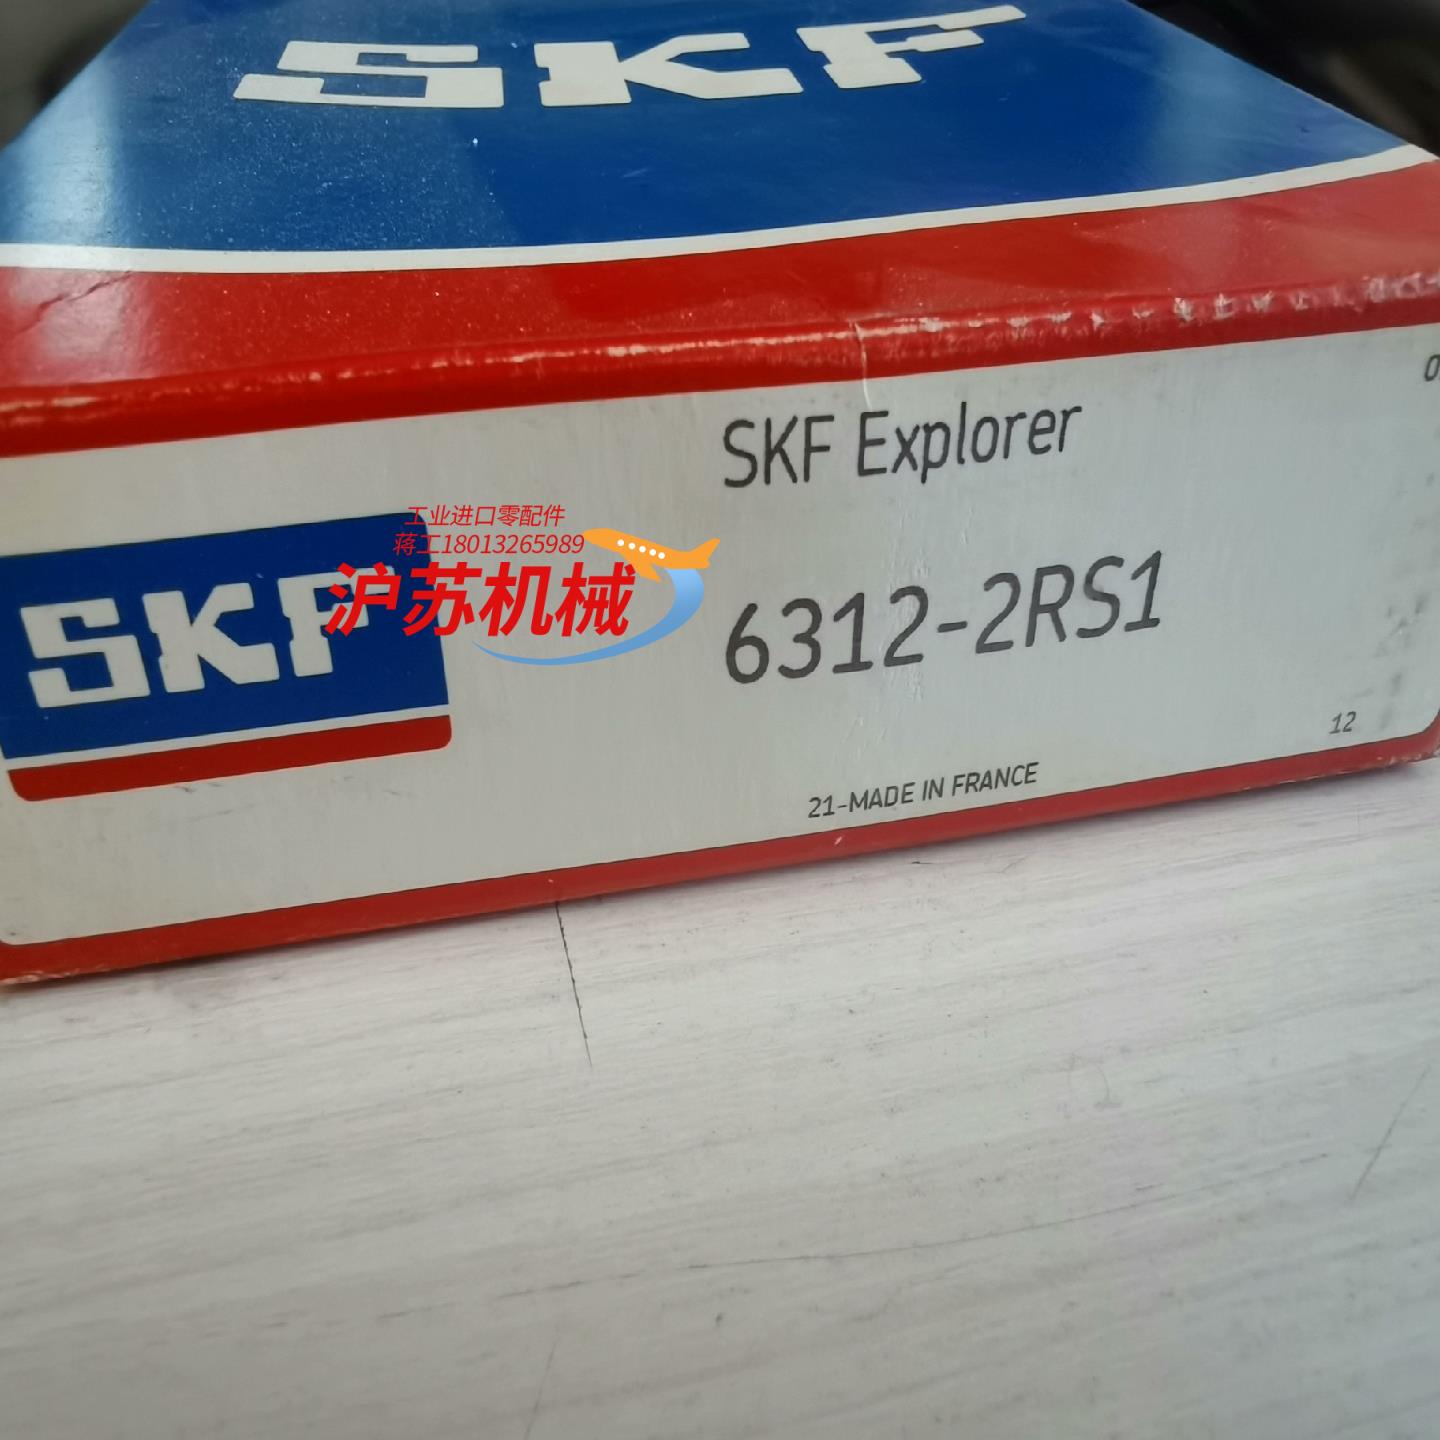 SKF
SKF Explorer
工业进口零配件
蒋工18013265989
沪苏机械
SKF
6312-2RS1
12
21-MADE IN FRANCE